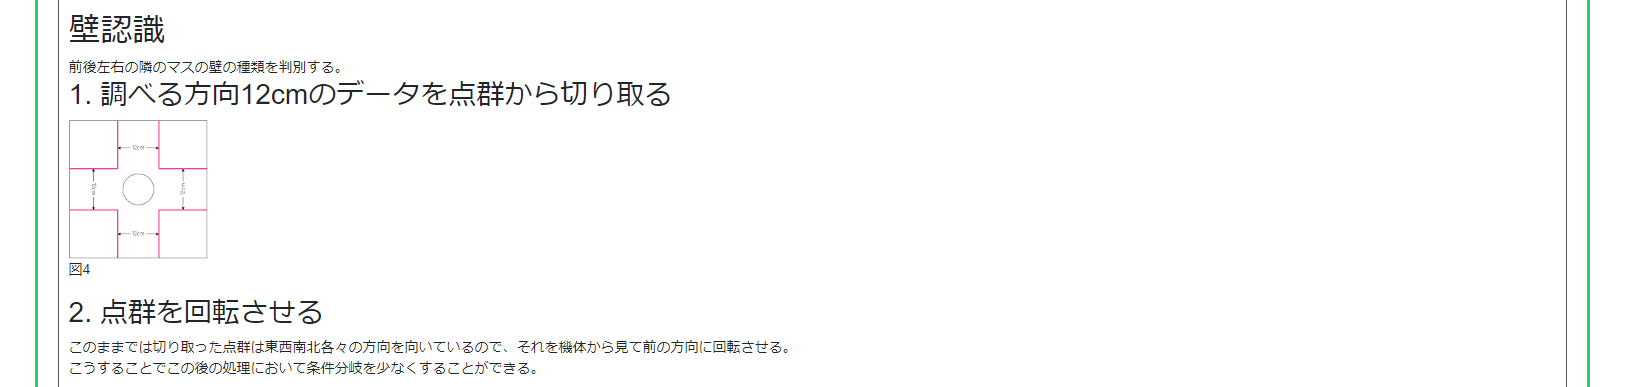 壁認識
前後左右の隣のマスの壁の種類を判別する。
1. 調べる方向12cmのデータを点群から切り取る
12cm
12cm
12cm
12cm
図4
2. 点群を回転させる
このままでは切り取った点群は東西南北各々の方向を向いているので、それを機体から見て前の方向に回転させる。
こうすることでこの後の処理において条件分岐を少なくすることができる。